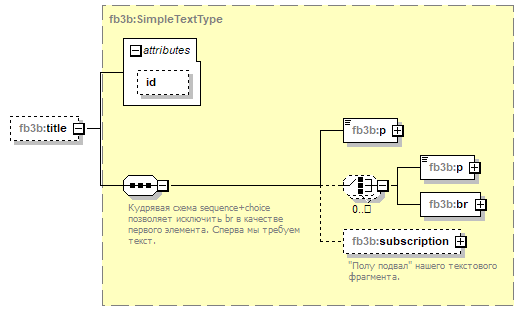 fb3b:SimpleTextType
attributes
id
fb3b:title
fb3b:p
fb3b:p
0..
fb3b:br
Кудрявая схема sequence+choice
позволяет исключить br в качестве
первого элемента. Сперва мы требуем
текст.
fb3b:subscription
"Полу подвал" нашего текстового
фрагмента.